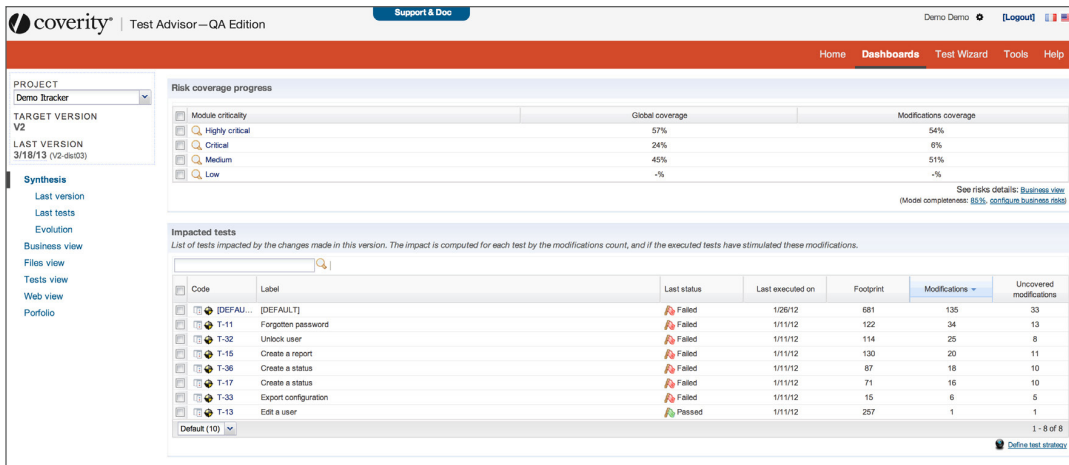 Support & Doc
coverity® Test Advisor—QA Edition
Demo Demo [Logout]
Home Dashboards Test Wizard Tools Help
PROJECT
Demo Itracker
TARGET VERSION
V2
LAST VERSION
3/18/13 (V2-dist03)
Synthesis
Last version
Last tests
Evolution
Business view
Files view
Tests view
Web view
Porfolio
Risk coverage progress
Module criticality Global coverage Modifications coverage
Highly critical 57% 54%
Critical 24% 6%
Medium 45% 51%
Low -% -%
See risks details: Business view
(Model completeness: 85%, configure business risks)
Impacted tests
List of tests impacted by the changes made in this version. The impact is computed for each test by the modifications count, and if the executed tests have stimulated these modifications.
Code Label Last status Last executed on Footprint Modifications Uncovered modifications
[DEFAU... [DEFAULT] Failed 1/26/12 681 135 33
T-11 Forgotten password Failed 1/11/12 122 34 13
T-32 Unlock user Failed 1/11/12 114 25 8
T-15 Create a report Failed 1/11/12 130 20 11
T-36 Create a status Failed 1/11/12 87 18 10
T-17 Create a status Failed 1/11/12 71 16 10
T-33 Export configuration Failed 1/11/12 15 6 5
T-13 Edit a user Passed 1/11/12 257 1 1
Default (10) 1 - 8 of 8
Define test strategy